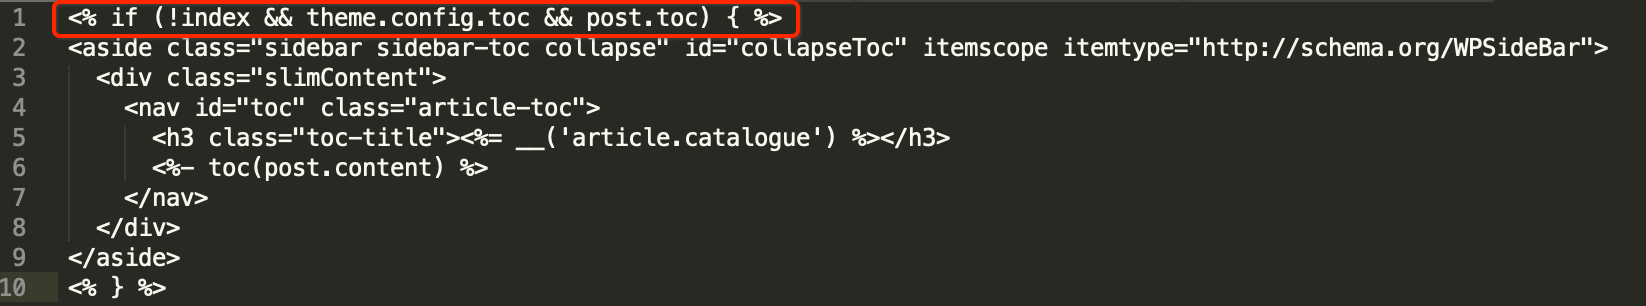 1 <% if (!index && theme.config.toc && post.toc) { %>
2 <aside class="sidebar sidebar-toc collapse" id="collapseToc" itemscope itemtype="http://schema.org/WPSideBar">
3 <div class="slimContent">
4 <nav id="toc" class="article-toc">
5 <h3 class="toc-title"><%= __('article.catalogue') %></h3>
6 <%- toc(post.content) %>
7 </nav>
8 </div>
9 </aside>
10 <% } %>